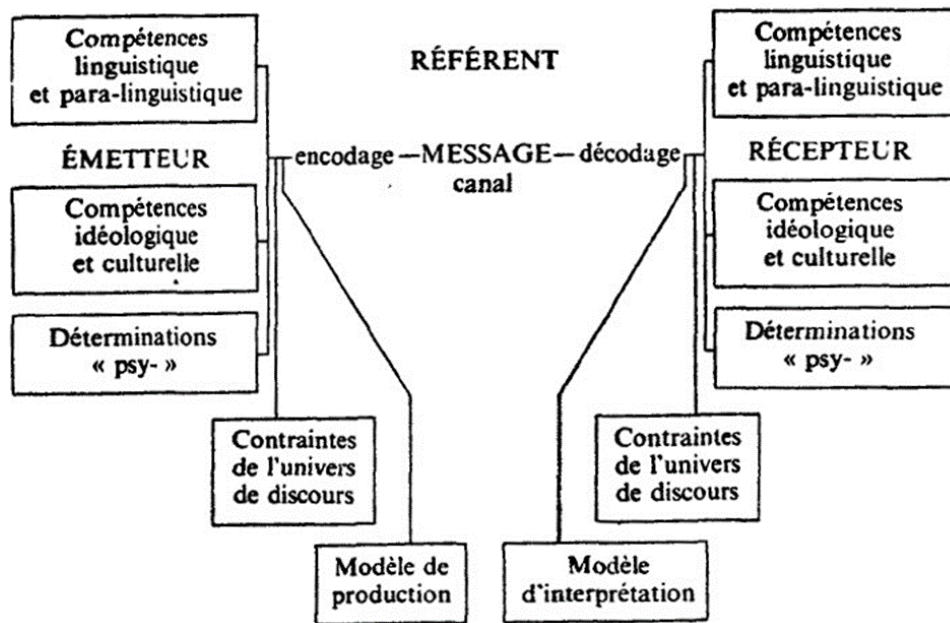 Compétences
linguistique
et para-linguistique
ÉMETTEUR
Compétences
idéologique
et culturelle
Déterminations
« psy- »
Contraintes
de l'univers
de discours
Modèle de
production
RÉFÉRENT
encodage — MESSAGE — décodage
canal
Compétences
linguistique
et para-linguistique
RÉCEPTEUR
Compétences
idéologique
et culturelle
Déterminations
« psy- »
Contraintes
de l'univers
de discours
Modèle
d'interprétation